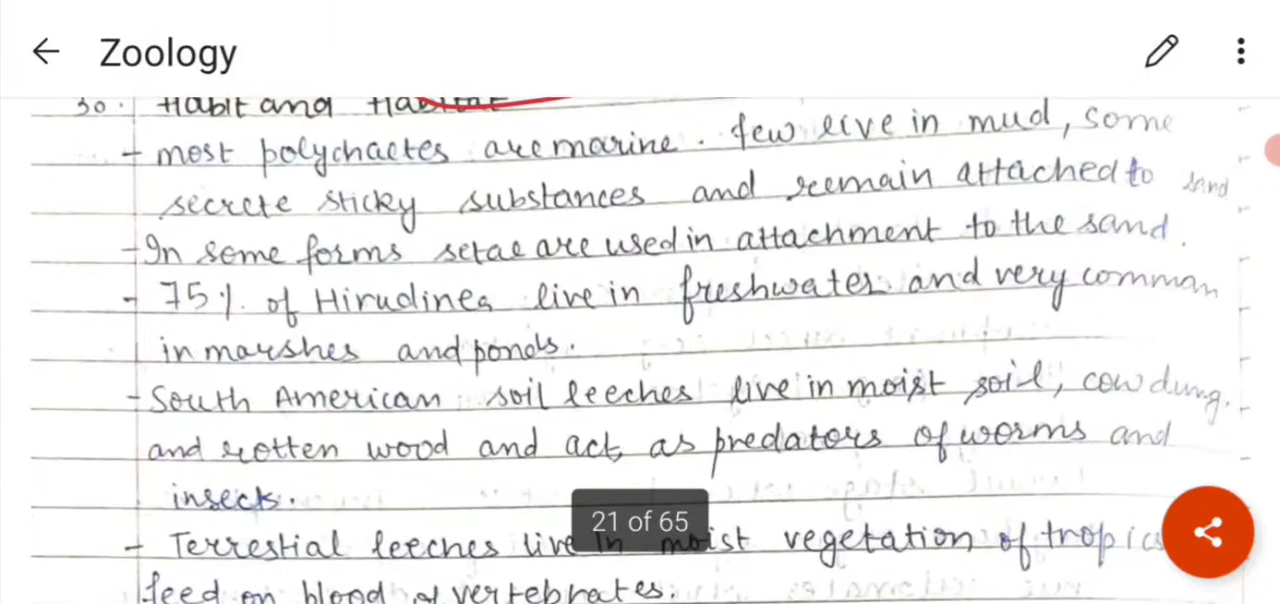 Zoology
30. Habit and Habitat
- most polychaetes are marine. few live in mud, some
secrete sticky substances and remain attached to sand
- In some forms setae are used in attachment to the sand.
- 75% of Hirudinea live in freshwater and very common
in marshes and ponds.
- South American soil leeches live in moist soil, cow dung.
and rotten wood and act as predators of worms and
insects.
21 of 65
- Terrestial leeches live in moist vegetation of tropics
feed on blood of vertebrates.